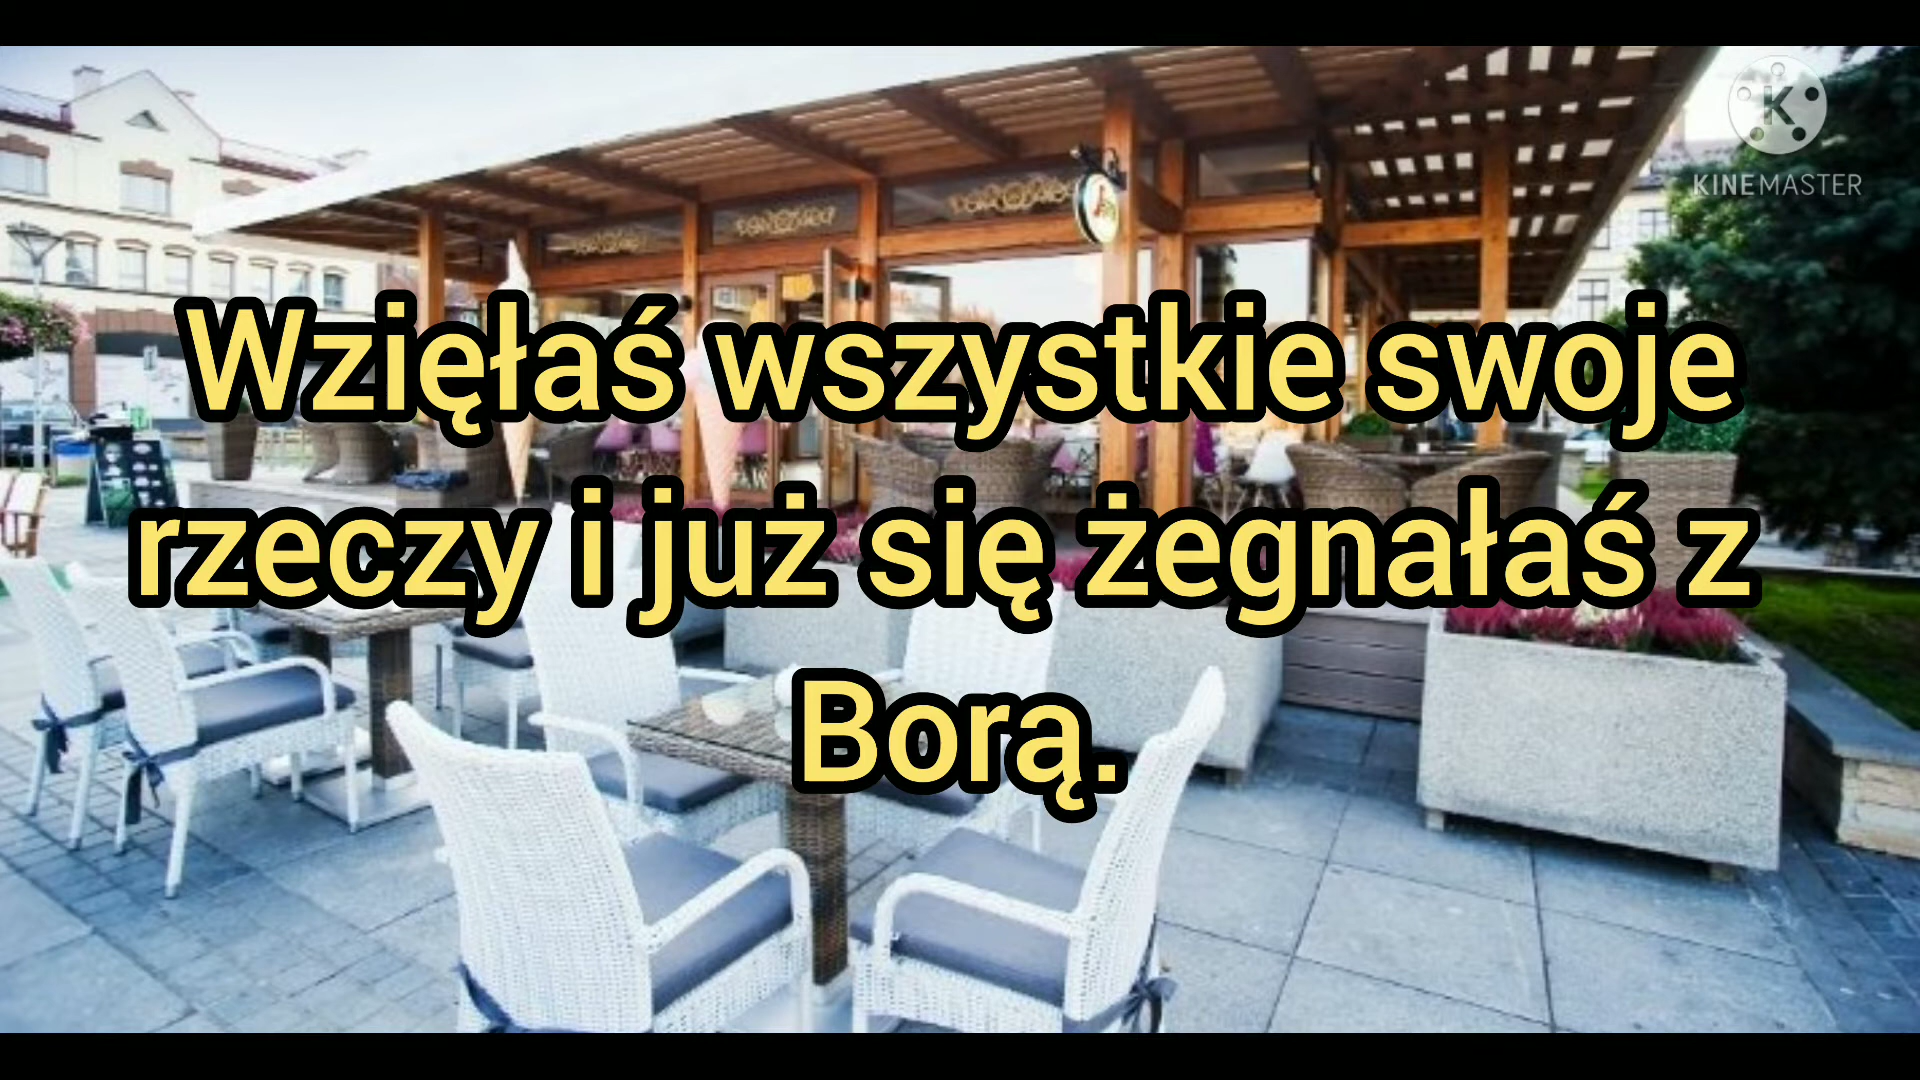 KINEMASTER
Wzięłaś wszystkie swoje
rzeczy i już się żegnałaś z
Borą.